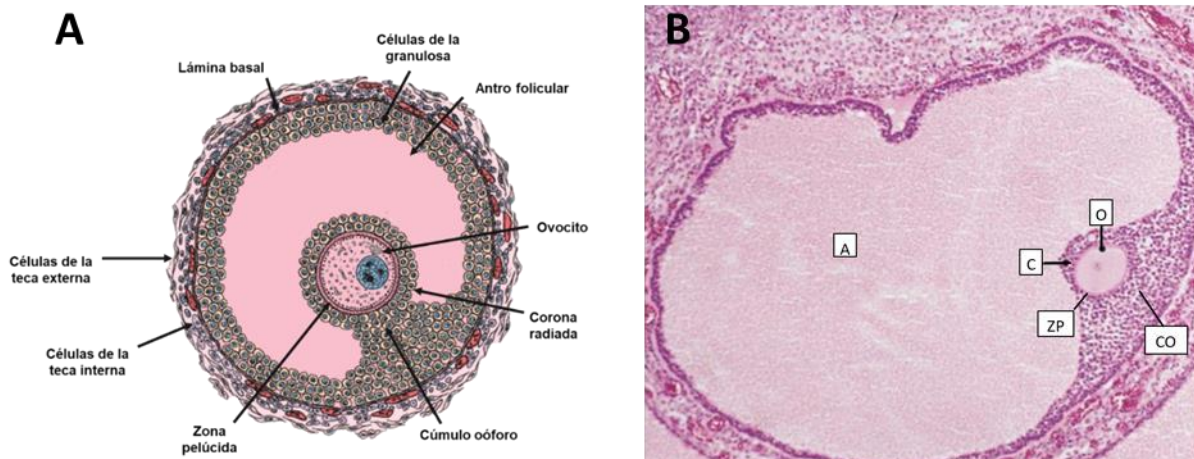 A
Células de la
granulosa
Lámina basal
Antro folicular
Ovocito
Células de la
teca externa
Corona
radiada
Células de la
teca interna
Zona
pelúcida
Cúmulo oóforo
B
A
O
C
ZP
CO